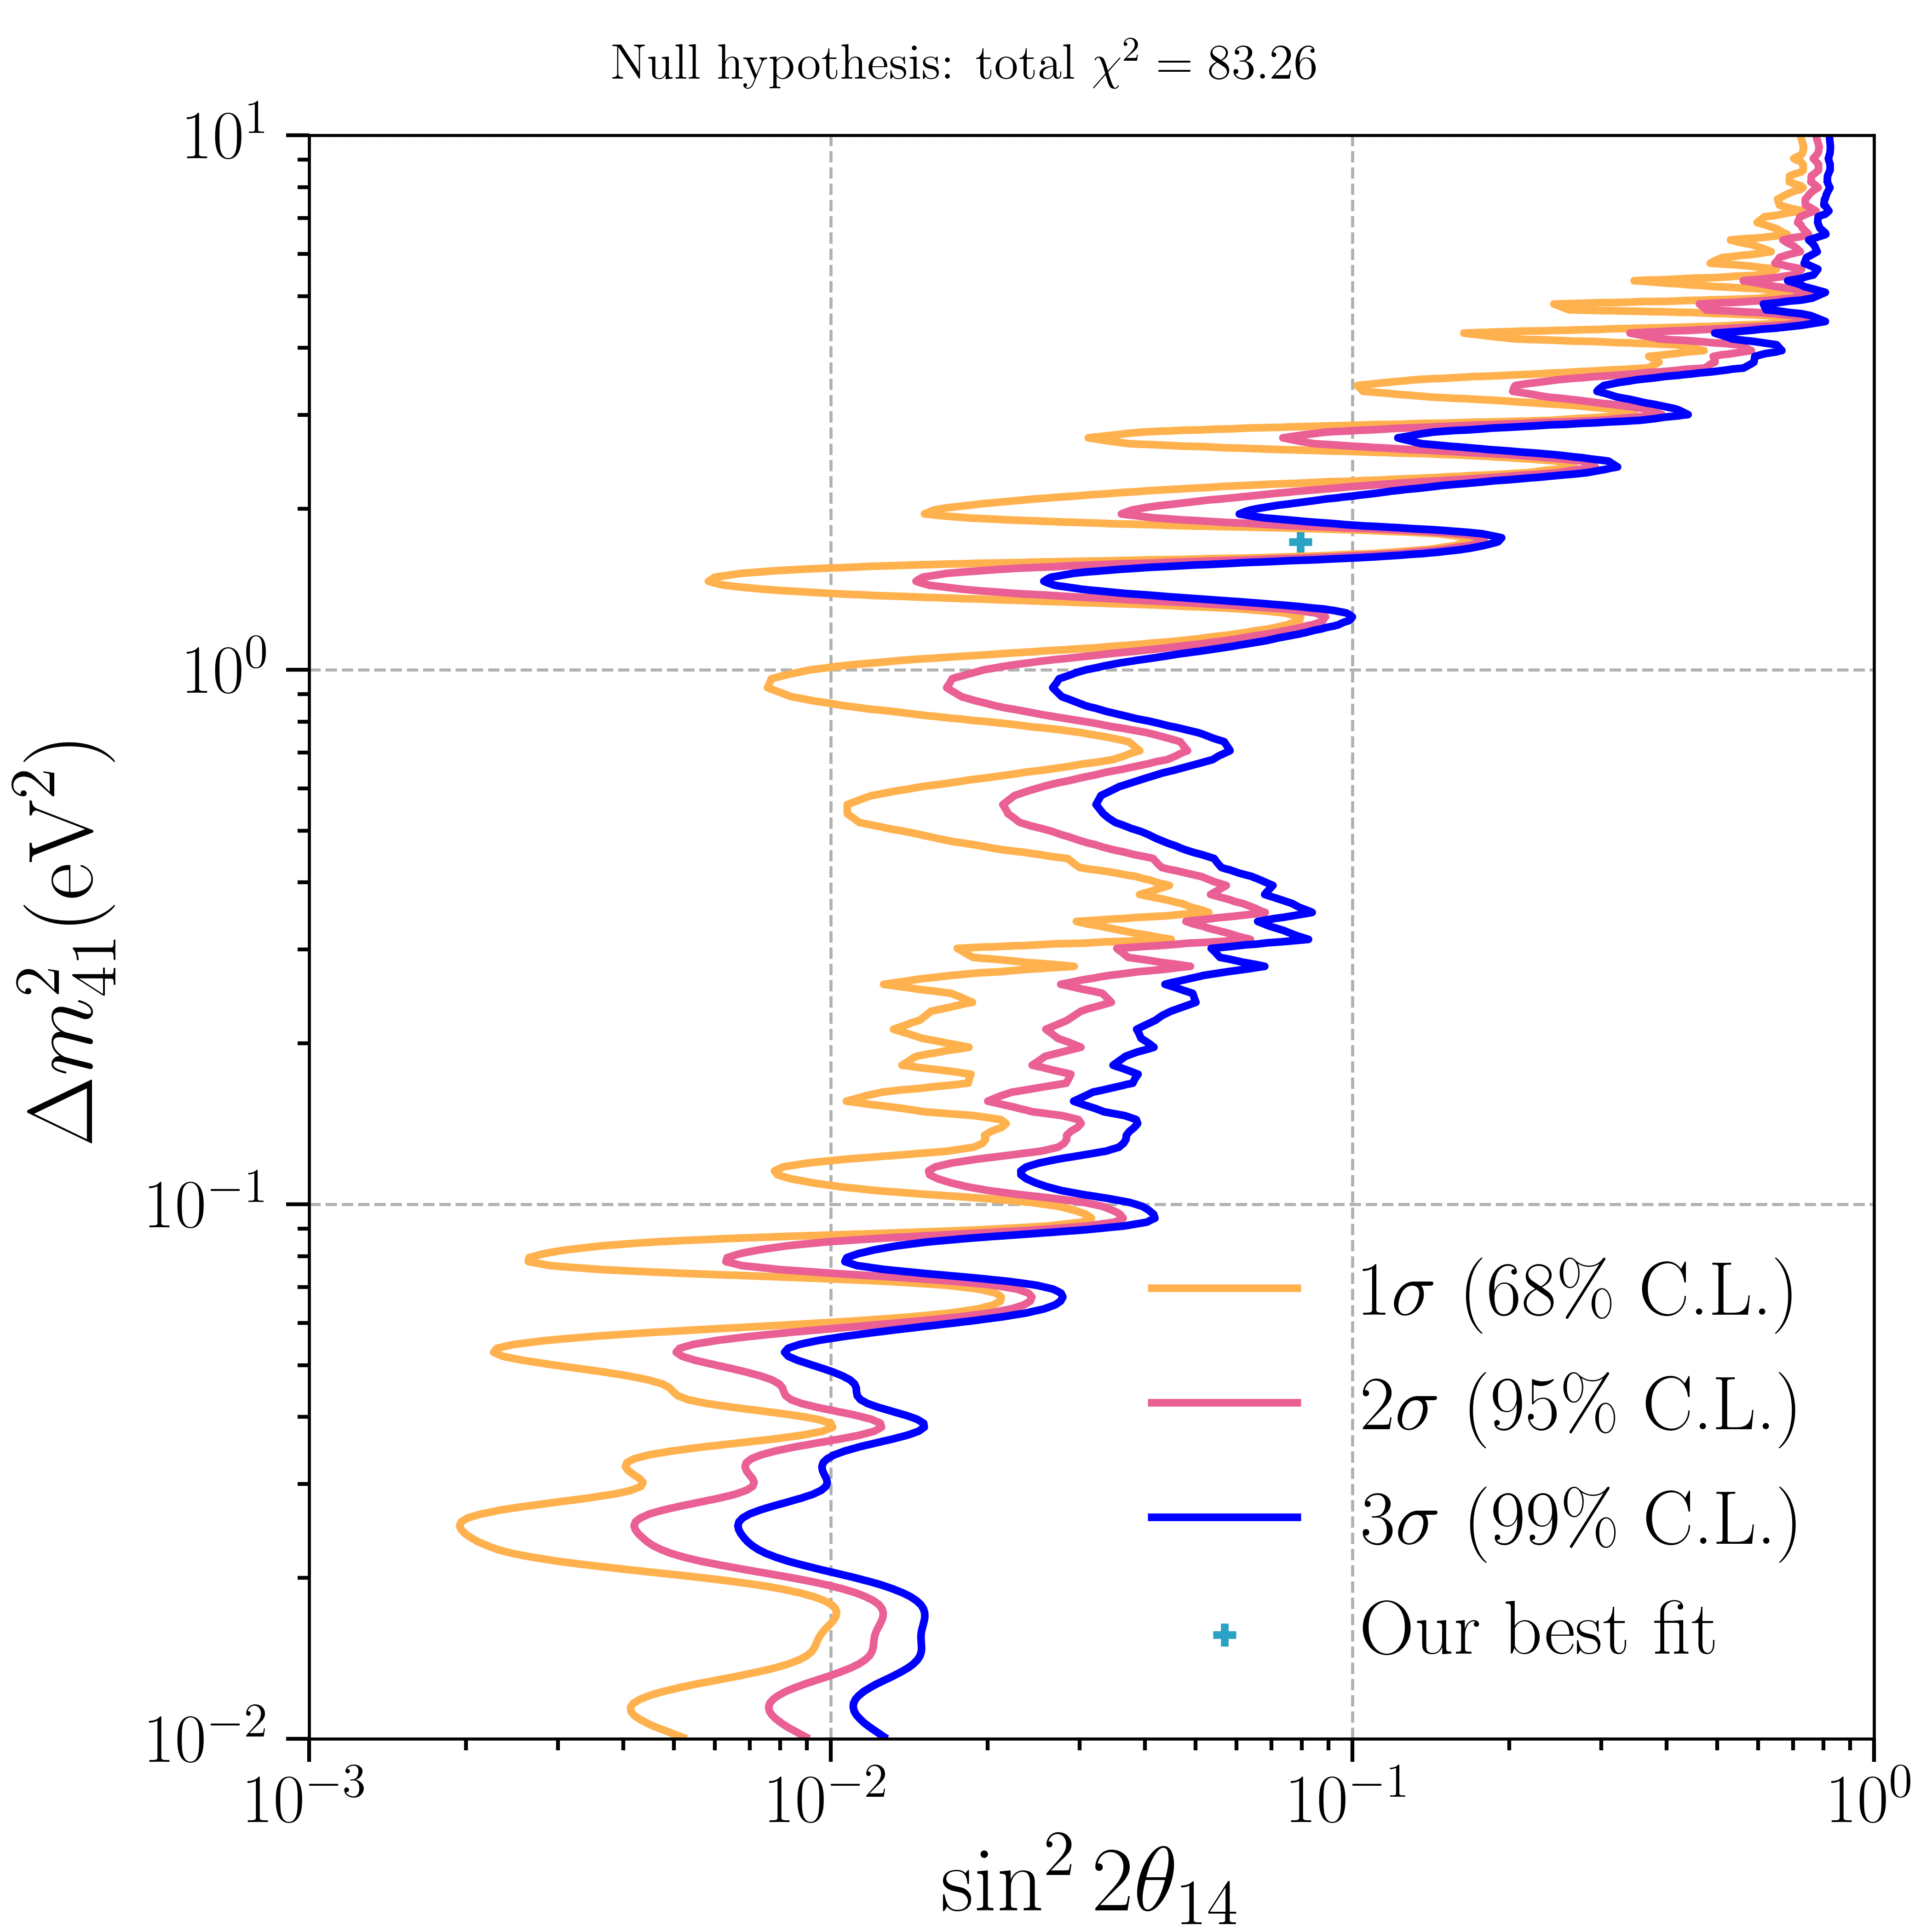 Null hypothesis: total χ² = 83.26
10¹
10⁰
10⁻¹
10⁻²
Δm²₄₁(eV²)
1σ (68% C.L.)
2σ (95% C.L.)
3σ (99% C.L.)
Our best fit
10⁻³ 10⁻² 10⁻¹ 10⁰
sin² 2θ₁₄